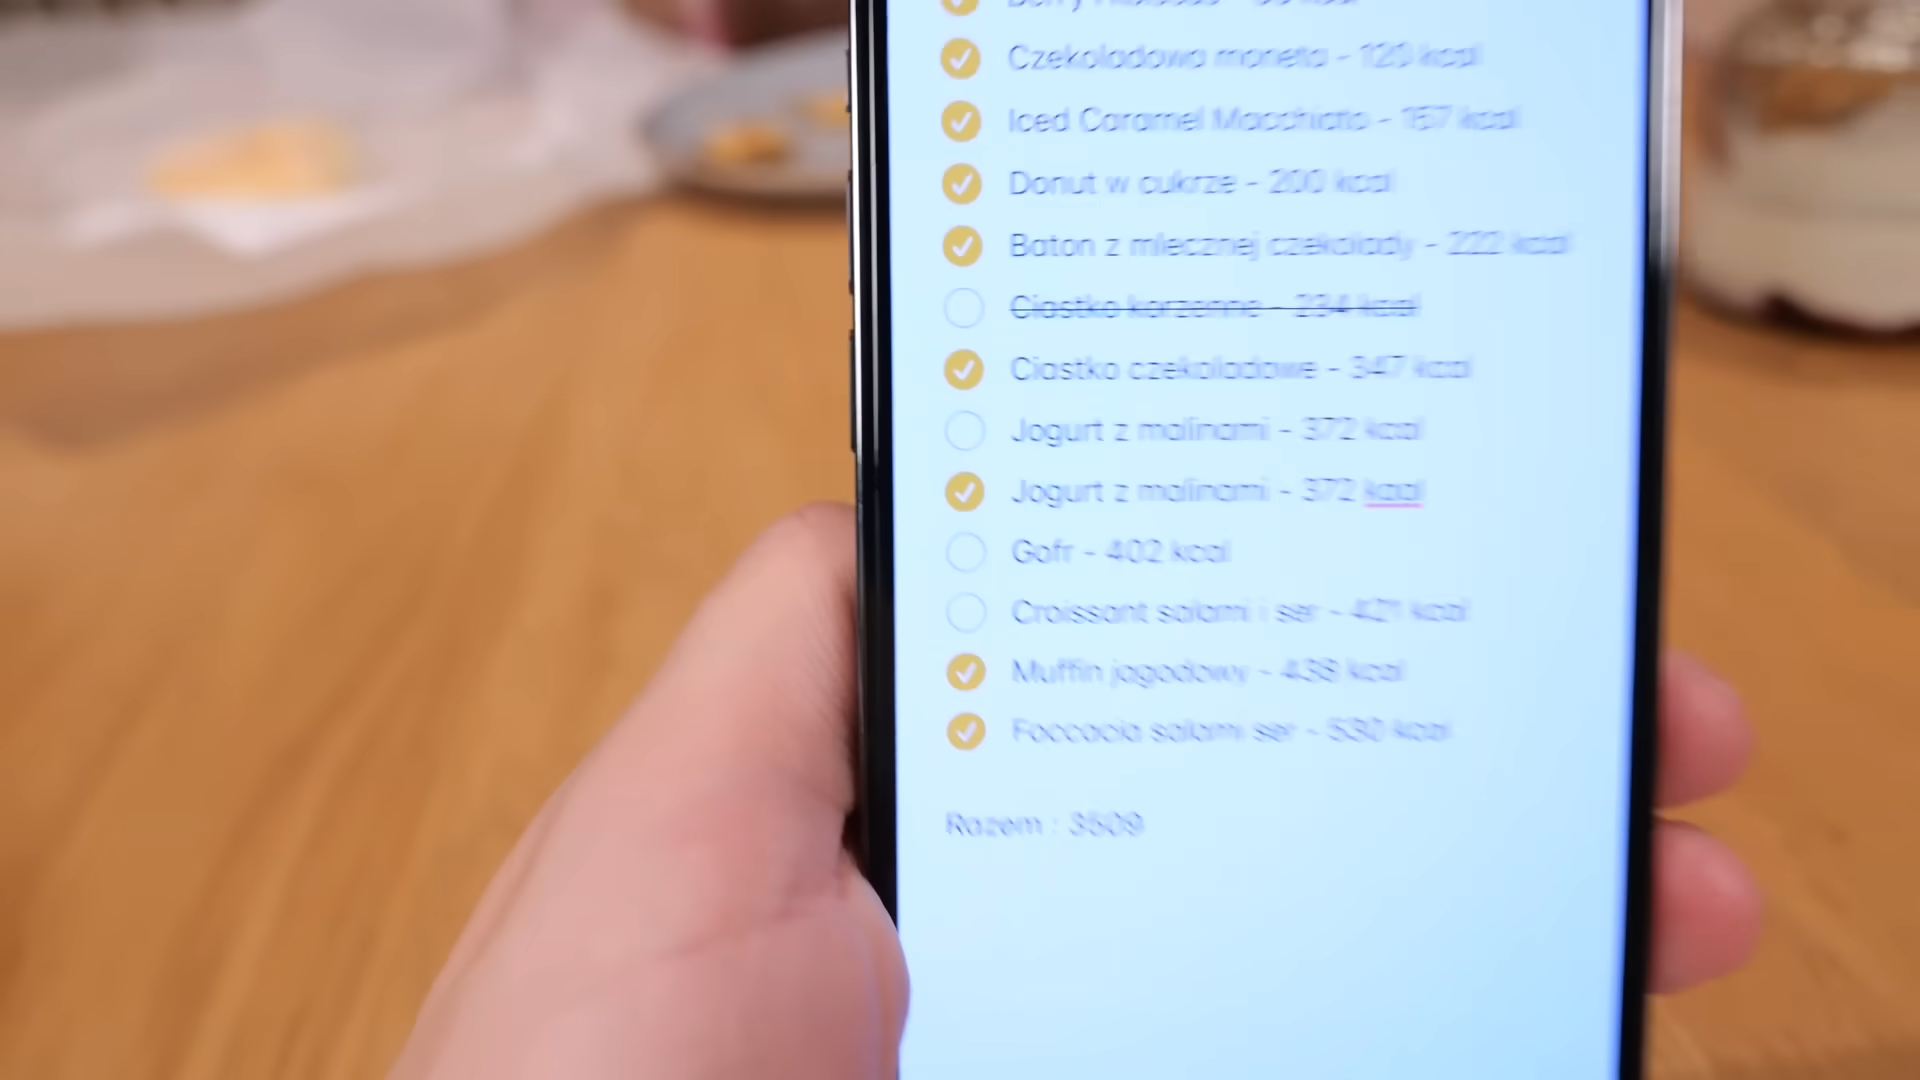 Czekoladowa moneta - 120 kcal
Iced Caramel Macchiato - 157 kcal
Donut w cukrze - 200 kcal
Baton z mlecznej czekolady - 222 kcal
Ciastko korzenne - 234 kcal
Ciastko czekoladowe - 347 kcal
Jogurt z malinami - 372 kcal
Jogurt z malinami - 372 kcal
Gofr - 402 kcal
Croissant salami i ser - 421 kcal
Muffin jagodowy - 438 kcal
Foccacia salami ser - 530 kcal
Razem : 3509